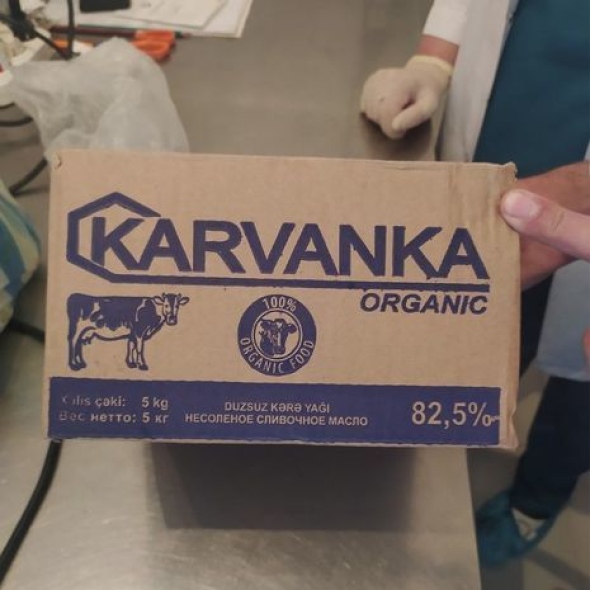 KARVANKA
ORGANIC
100%
ORGANIC FOOD
çəki: 5 kg
Вес нетто: 5 кг
DUZSUZ KƏRƏ YAĞI
НЕСОЛЕНОЕ СЛИВОЧНОЕ МАСЛО
82,5%